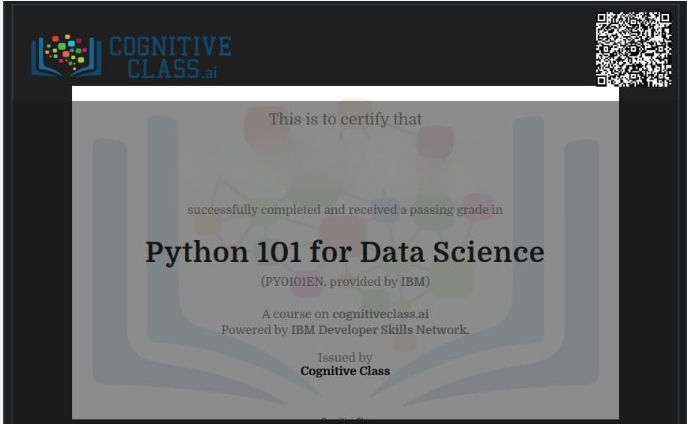 COGNITIVE
CLASS.ai
This is to certify that
successfully completed and received a passing grade in
Python 101 for Data Science
(PY0101EN, provided by IBM)
A course on cognitiveclass.ai
Powered by IBM Developer Skills Network.
Issued by
Cognitive Class